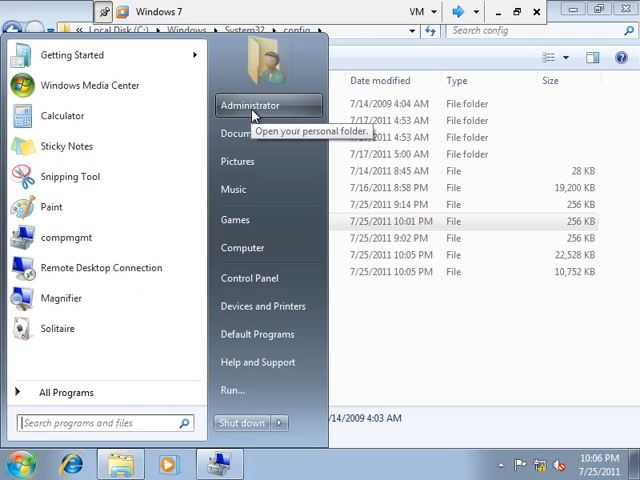 Windows 7
VM
Local Disk (C:)
Windows
System32
config
Search config
Getting Started
Windows Media Center
Calculator
Sticky Notes
Snipping Tool
Paint
compmgmt
Remote Desktop Connection
Magnifier
Solitaire
All Programs
Search programs and files
Administrator
Open your personal folder.
Docum
Pictures
Music
Games
Computer
Control Panel
Devices and Printers
Default Programs
Help and Support
Run...
Shut down
Date modified Type Size
7/14/2009 4:04 AM File folder
7/17/2011 4:53 AM File folder
7/17/2011 4:53 AM File folder
7/17/2011 5:00 AM File folder
7/14/2011 8:45 AM File 28 KB
7/16/2011 8:58 PM File 19,200 KB
7/25/2011 9:14 PM File 256 KB
7/25/2011 10:01 PM File 256 KB
7/25/2011 9:02 PM File 256 KB
7/25/2011 10:05 PM File 22,528 KB
7/25/2011 10:05 PM File 10,752 KB
/14/2009 4:03 AM
10:06 PM
7/25/2011